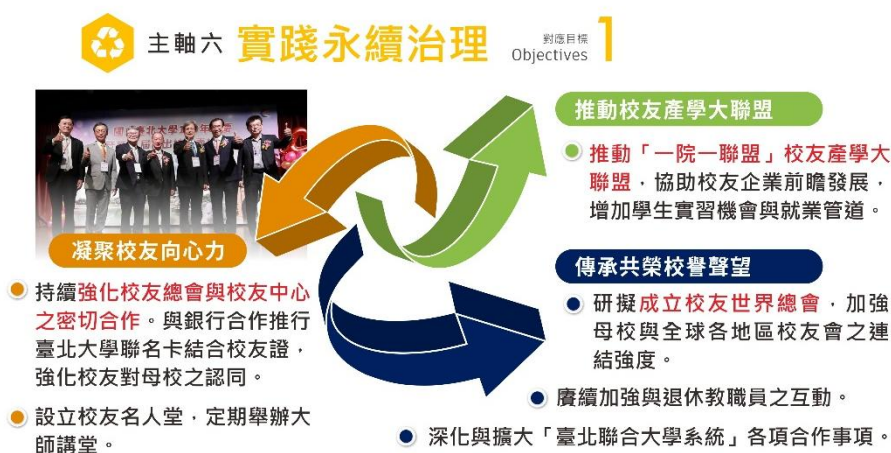 主軸六 實踐永續治理 對應目標 Objectives 1
凝聚校友向心力
持續強化校友總會與校友中心
之密切合作。與銀行合作推行
臺北大學聯名卡結合校友證，
強化校友對母校之認同。
設立校友名人堂，定期舉辦大
師講堂。
推動校友產學大聯盟
推動「一院一聯盟」校友產學大
聯盟，協助校友企業前瞻發展，
增加學生實習機會與就業管道。
傳承共榮校譽聲望
研擬成立校友世界總會，加強
母校與全球各地區校友會之連
結強度。
賡續加強與退休教職員之互動。
深化與擴大「臺北聯合大學系統」各項合作事項。